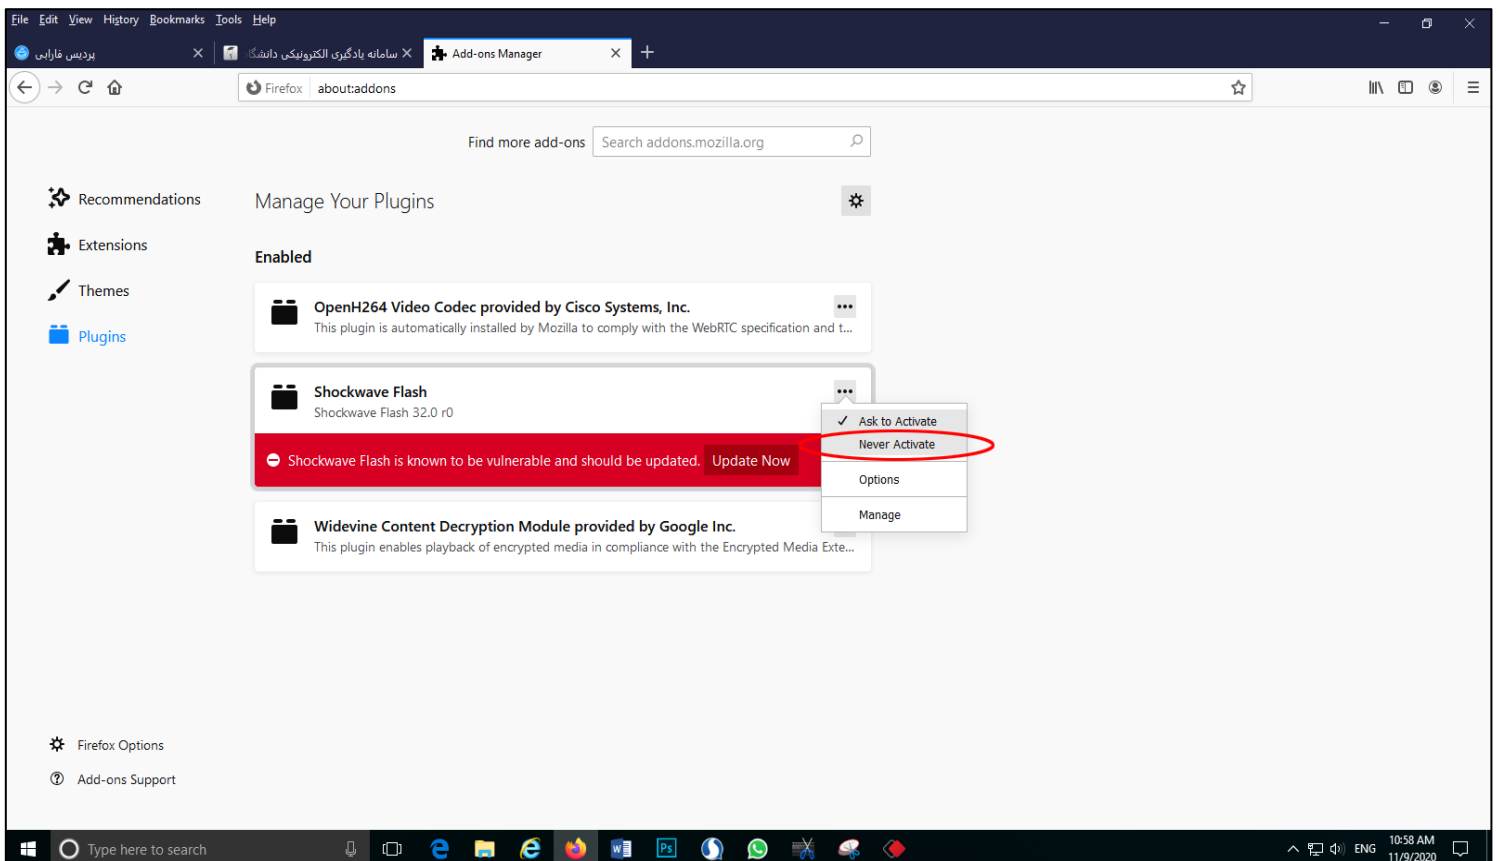 File Edit View History Bookmarks Tools Help
پردیس فارابی
سامانه یادگیری الکترونیکی دانشگا
Add-ons Manager
Firefox about:addons
Find more add-ons Search addons.mozilla.org
Recommendations
Extensions
Themes
Plugins
Manage Your Plugins
Enabled
OpenH264 Video Codec provided by Cisco Systems, Inc.
This plugin is automatically installed by Mozilla to comply with the WebRTC specification and t...
Shockwave Flash
Shockwave Flash 32.0 r0
Shockwave Flash is known to be vulnerable and should be updated. Update Now
Ask to Activate
Never Activate
Options
Manage
Widevine Content Decryption Module provided by Google Inc.
This plugin enables playback of encrypted media in compliance with the Encrypted Media Exte...
Firefox Options
Add-ons Support
Type here to search
W
Ps
ENG
10:58 AM
11/9/2020